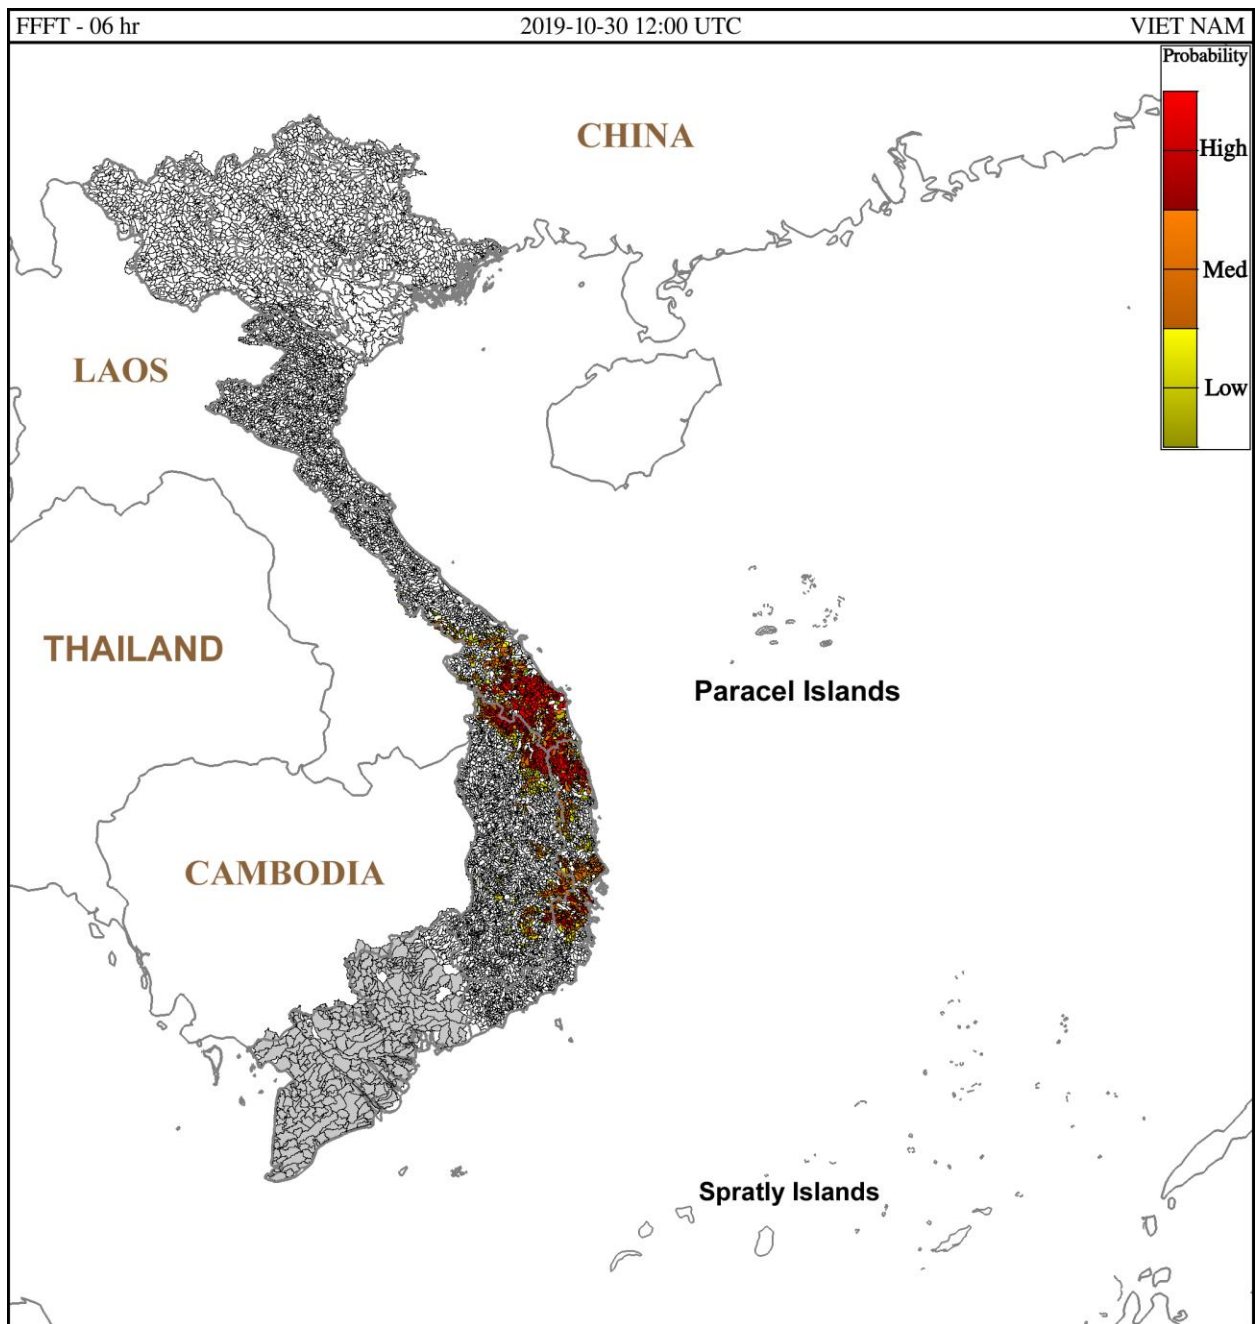 FFFT - 06 hr
2019-10-30 12:00 UTC
VIET NAM
Probability
High
Med
Low
CHINA
LAOS
THAILAND
Paracel Islands
CAMBODIA
Spratly Islands